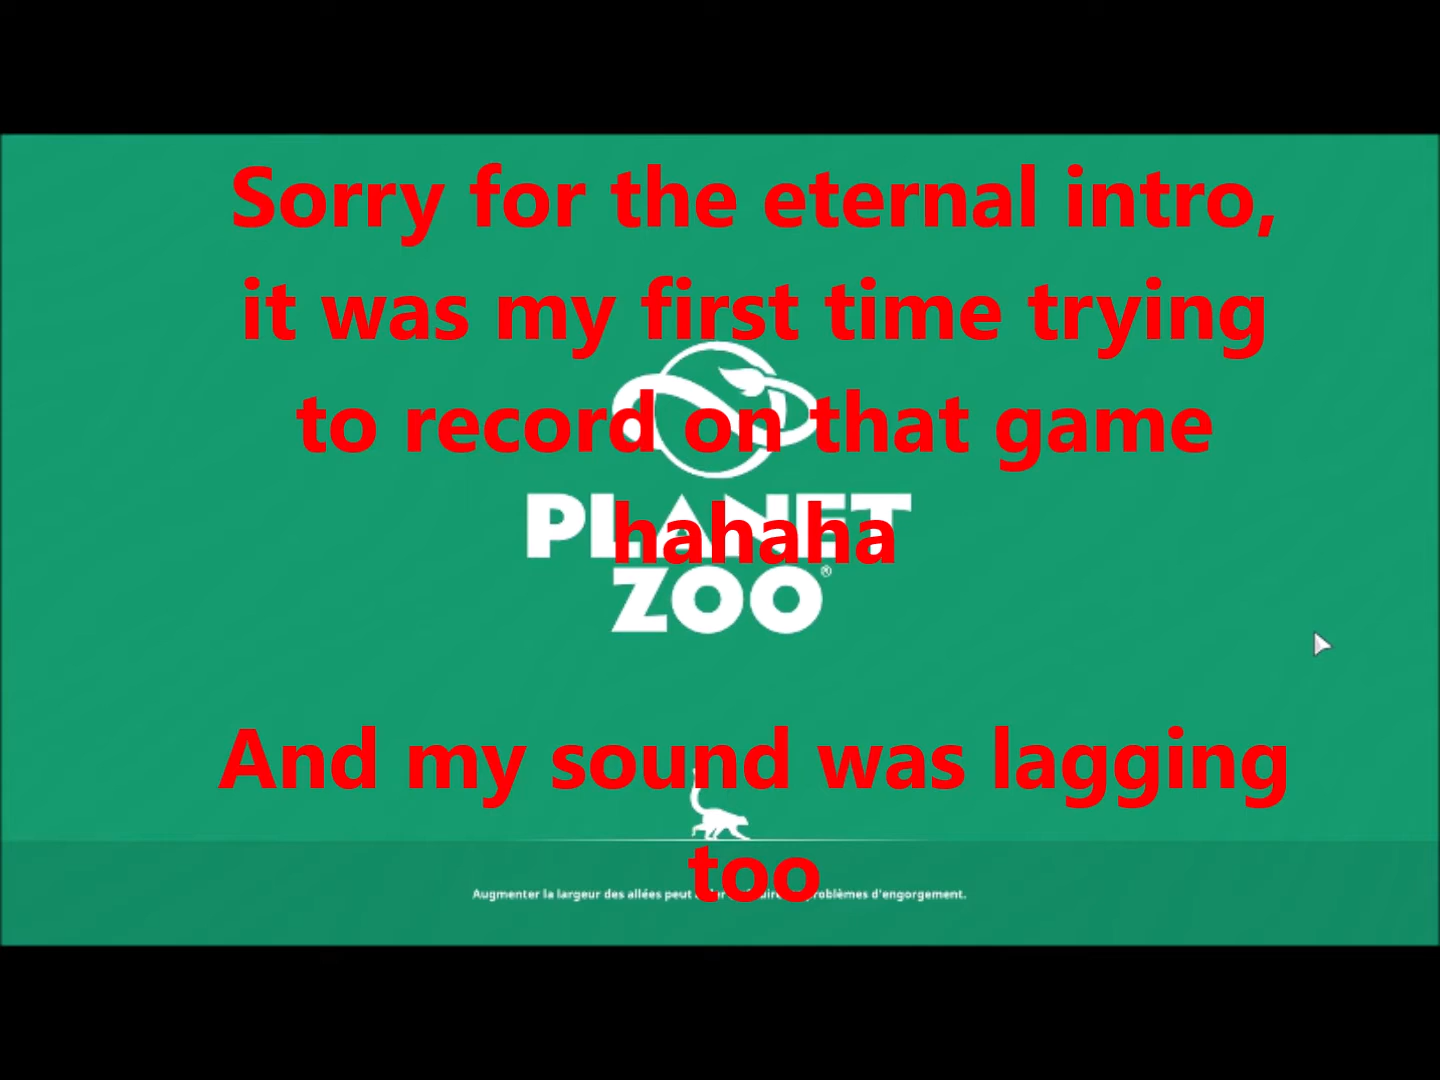 Sorry for the eternal intro,
it was my first time trying
to record on that game
hahaha
PLANET
ZOO®
And my sound was lagging
too
Augmenter la largeur des allées peut problèmes d'engorgement.